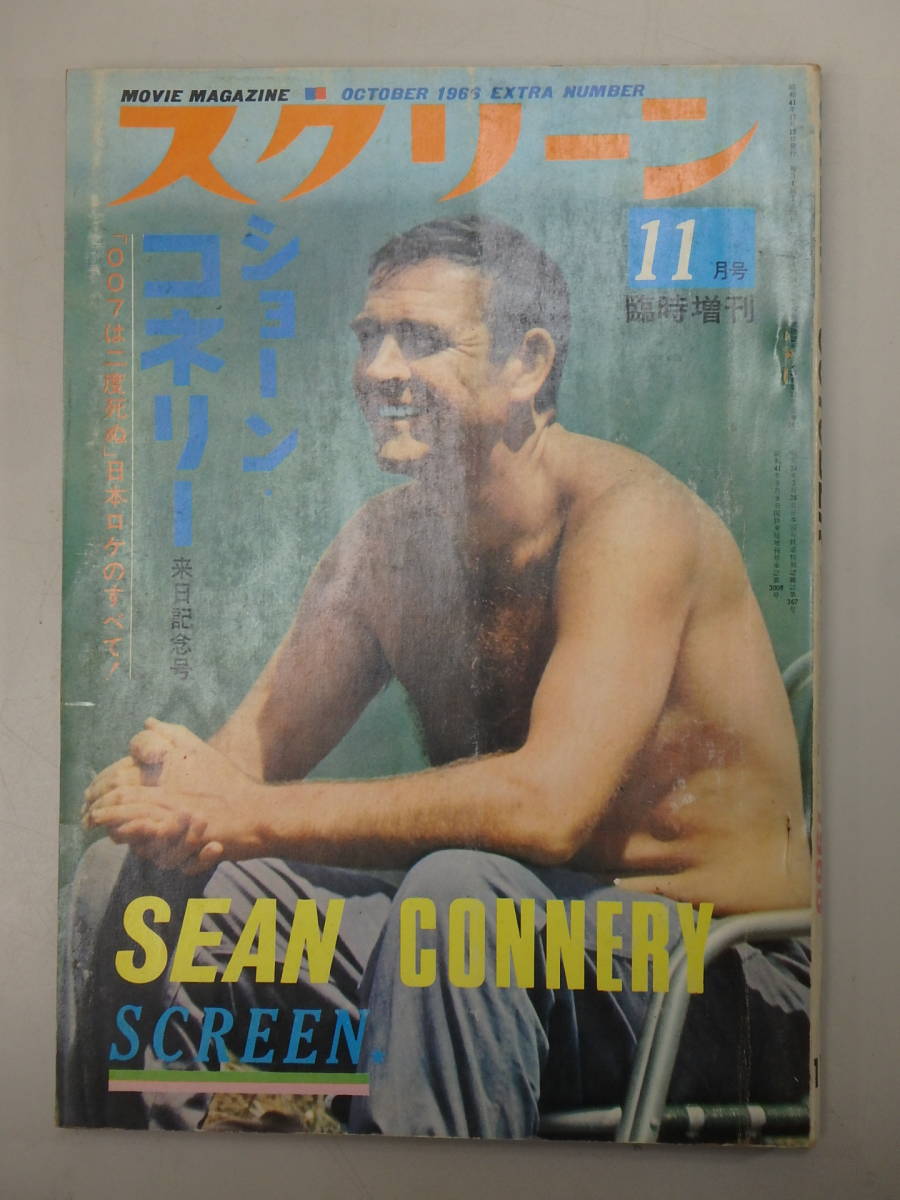 MOVIE MAGAZINE OCTOBER 1966 EXTRA NUMBER
スクリーン
11月号
臨時増刊
ショーン・
コネリー
来日記念号
「007は二度死ぬ」日本ロケのすべて!
SEAN CONNERY
SCREEN